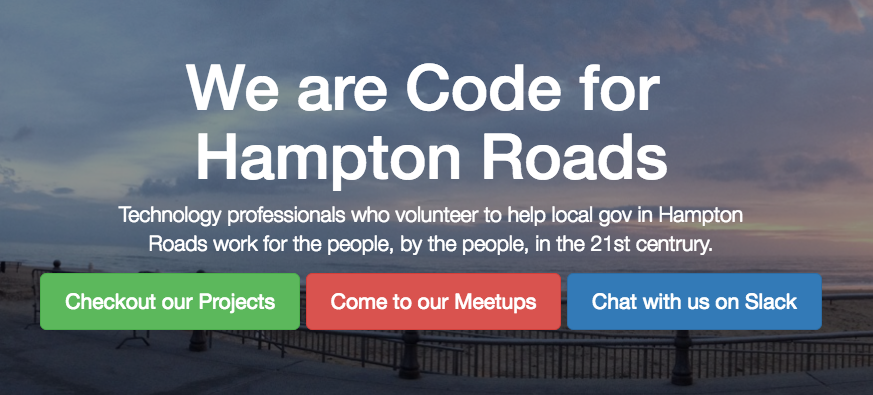 We are Code for
Hampton Roads
Technology professionals who volunteer to help local gov in Hampton
Roads work for the people, by the people, in the 21st centrury.
Checkout our Projects
Come to our Meetups
Chat with us on Slack